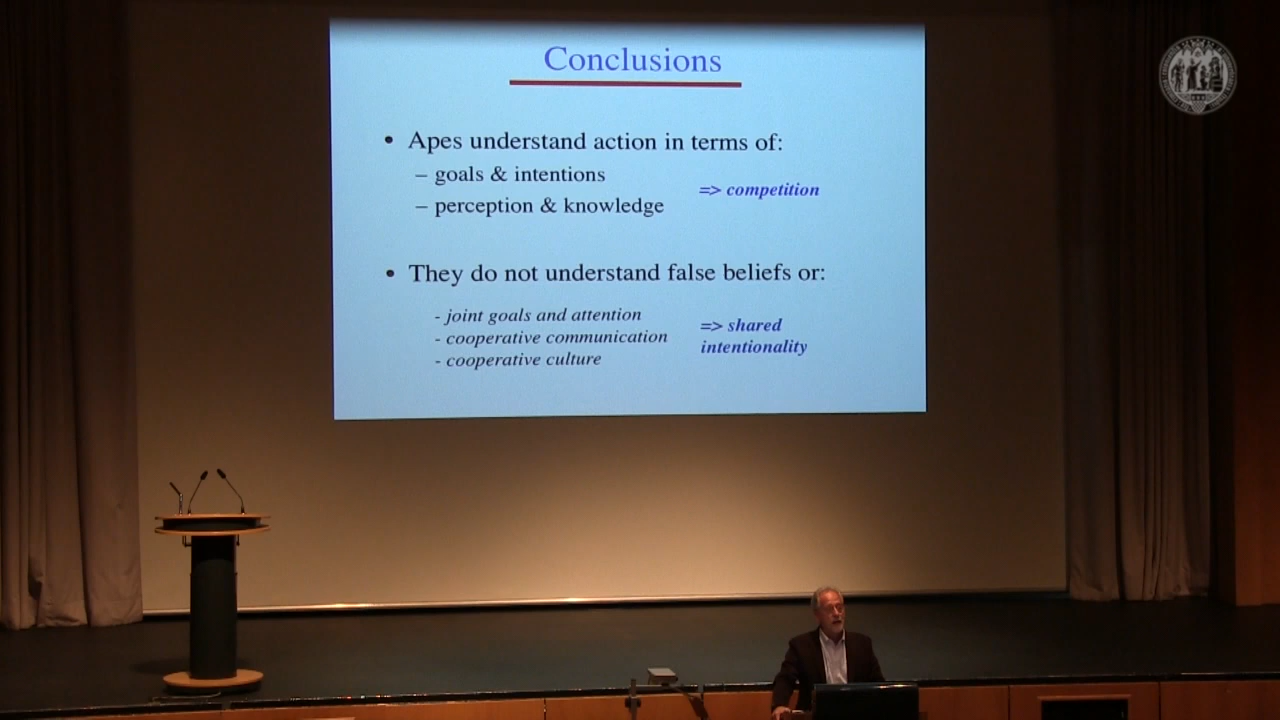 Conclusions
• Apes understand action in terms of:
– goals & intentions
=> competition
– perception & knowledge
• They do not understand false beliefs or:
- joint goals and attention
=> shared
- cooperative communication
intentionality
- cooperative culture